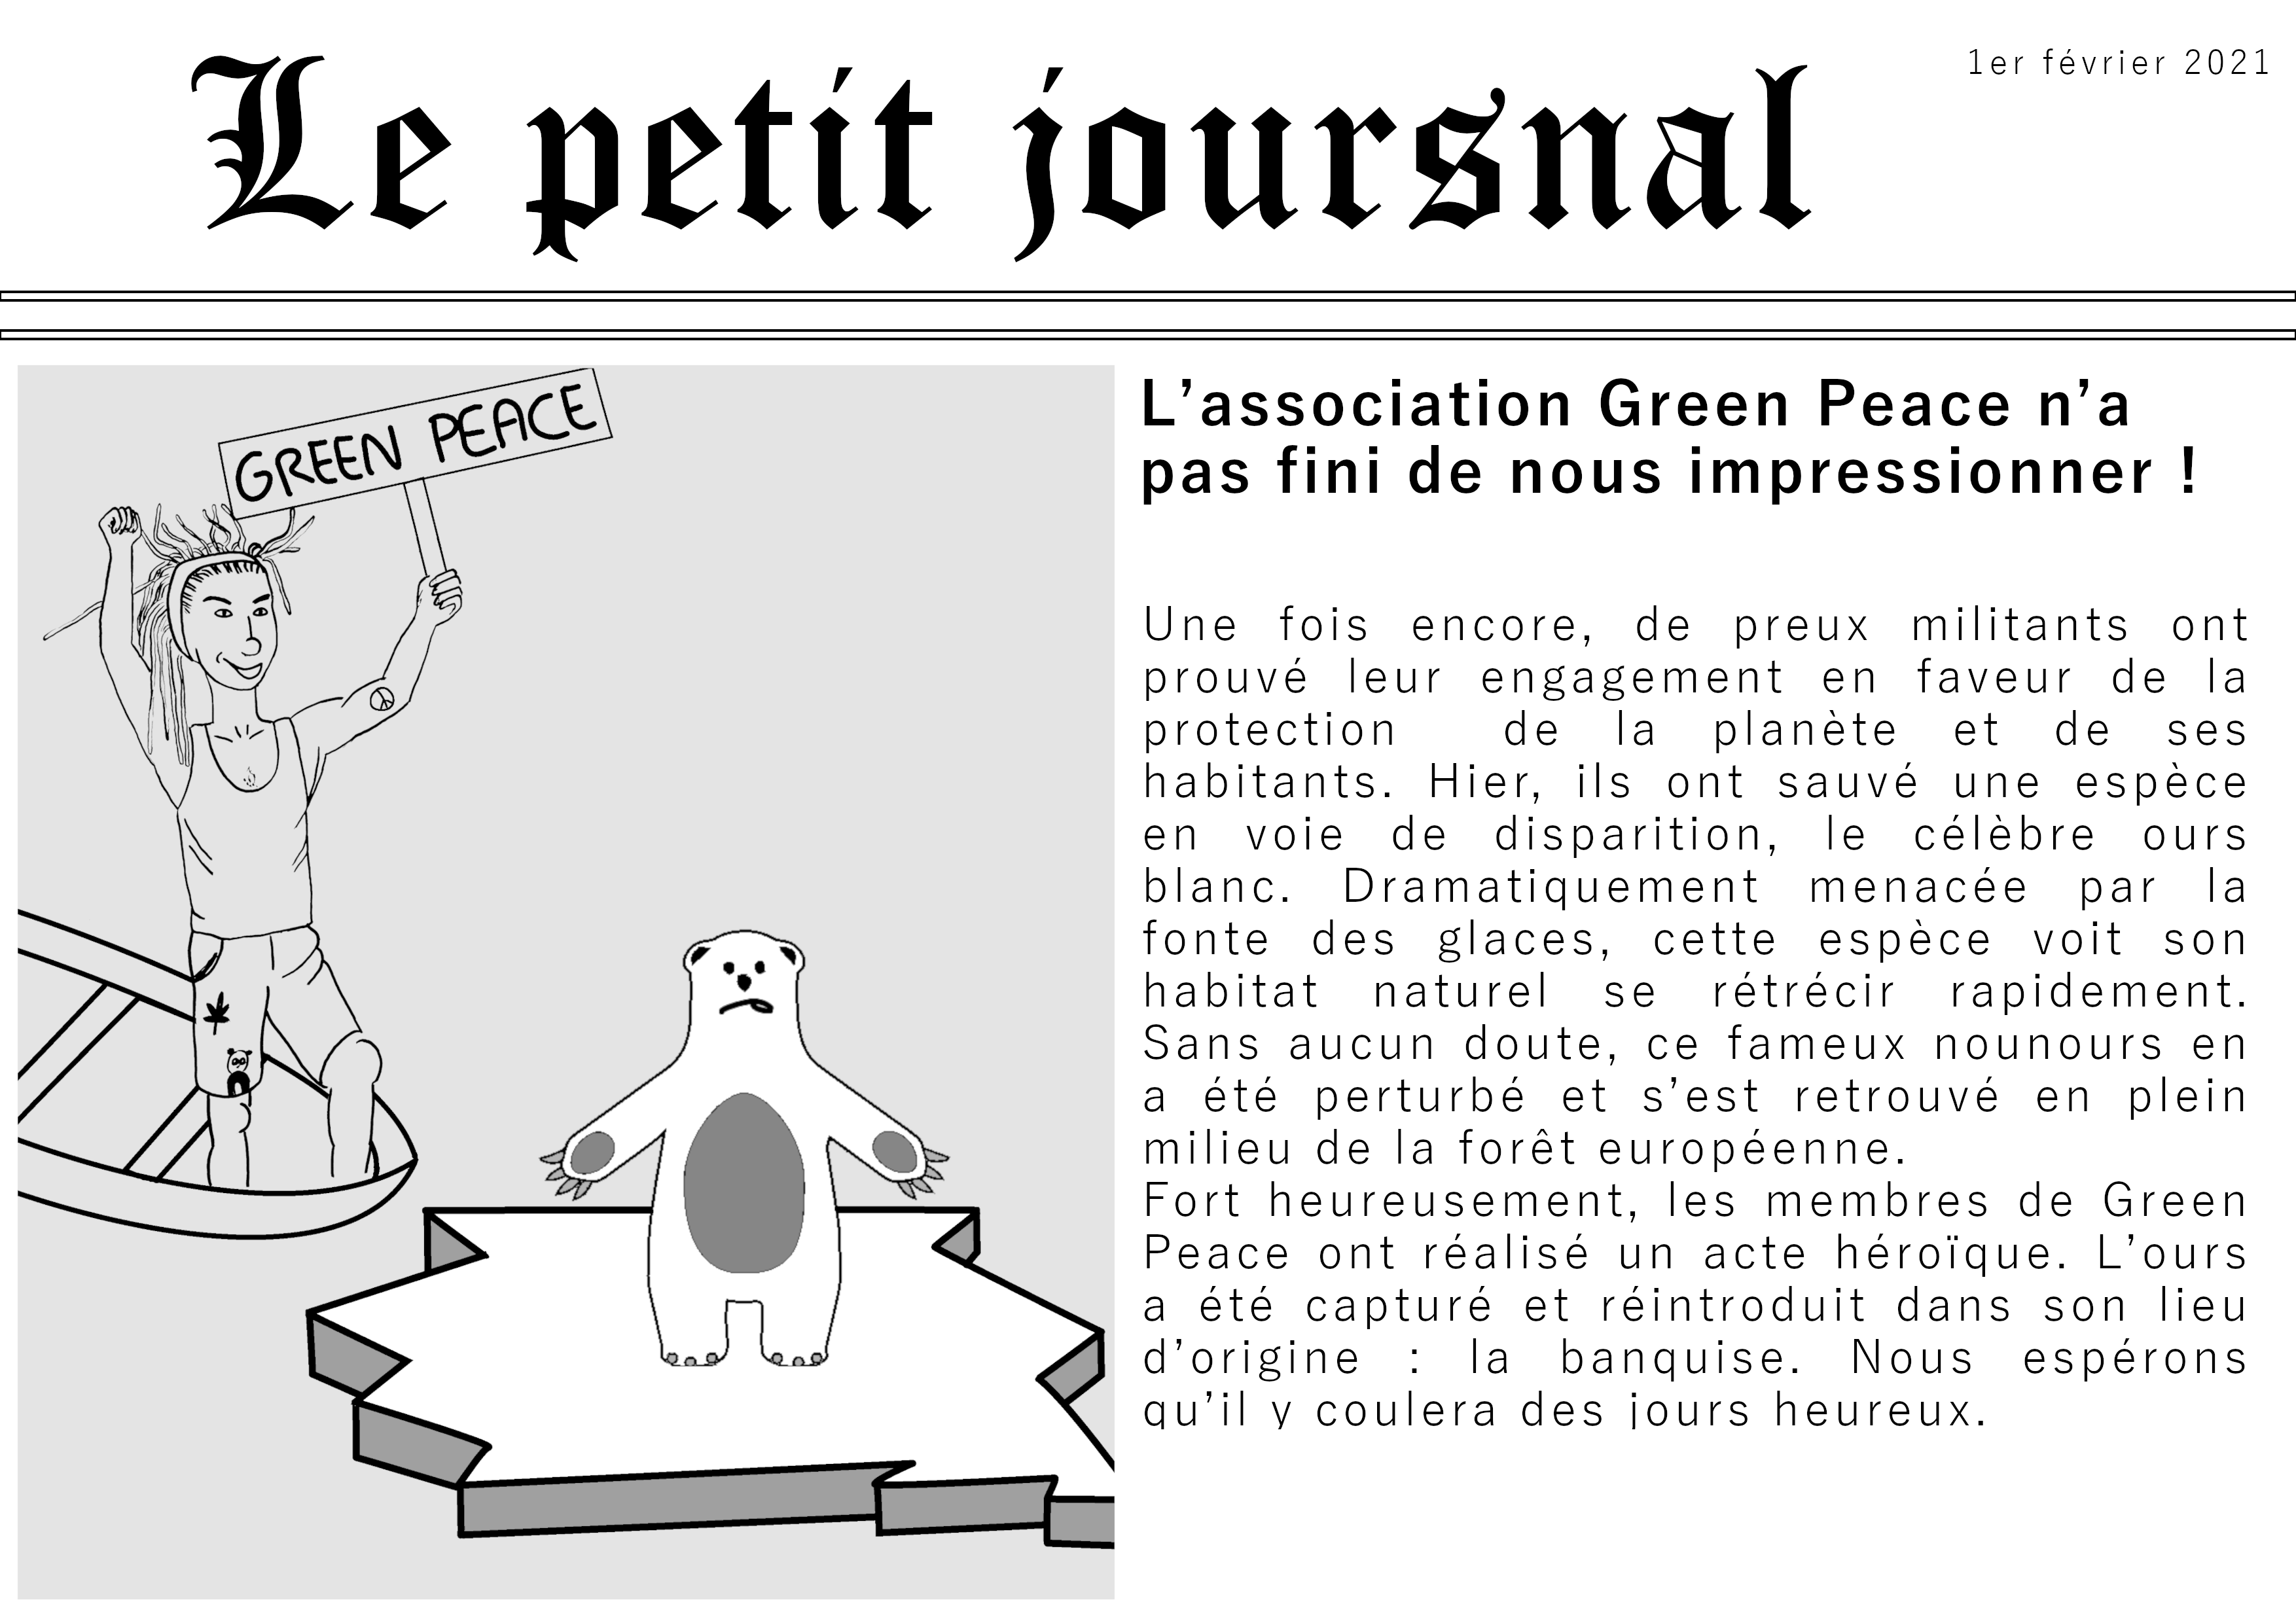 Le petit joursnal
1er février 2021
GREEN PEACE
L’association Green Peace n’a
pas fini de nous impressionner !
Une fois encore, de preux militants ont
prouvé leur engagement en faveur de la
protection de la planète et de ses
habitants. Hier, ils ont sauvé une espèce
en voie de disparition, le célèbre ours
blanc. Dramatiquement menacée par la
fonte des glaces, cette espèce voit son
habitat naturel se rétrécir rapidement.
Sans aucun doute, ce fameux nounours en
a été perturbé et s’est retrouvé en plein
milieu de la forêt européenne.
Fort heureusement, les membres de Green
Peace ont réalisé un acte héroïque. L’ours
a été capturé et réintroduit dans son lieu
d’origine : la banquise. Nous espérons
qu’il y coulera des jours heureux.